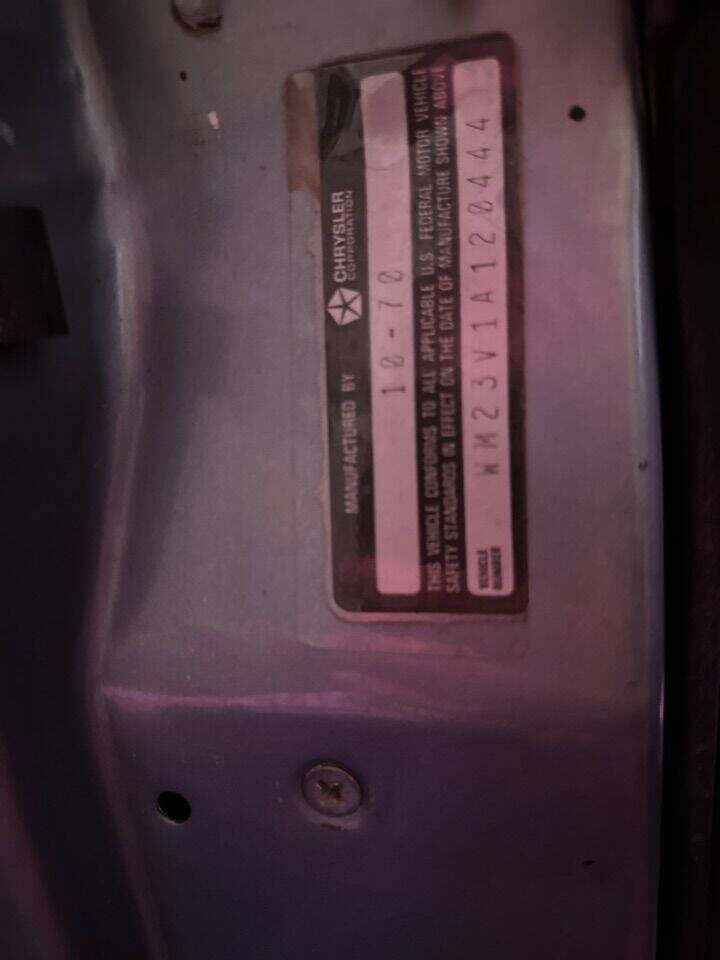 MANUFACTURED BY CHRYSLER CORPORATION
10-70
THIS VEHICLE CONFORMS TO ALL APPLICABLE U.S. FEDERAL MOTOR VEHICLE
SAFETY STANDARDS IN EFFECT ON THE DATE OF MANUFACTURE SHOWN ABOVE
VEHICLE NUMBER WM23V1A120444